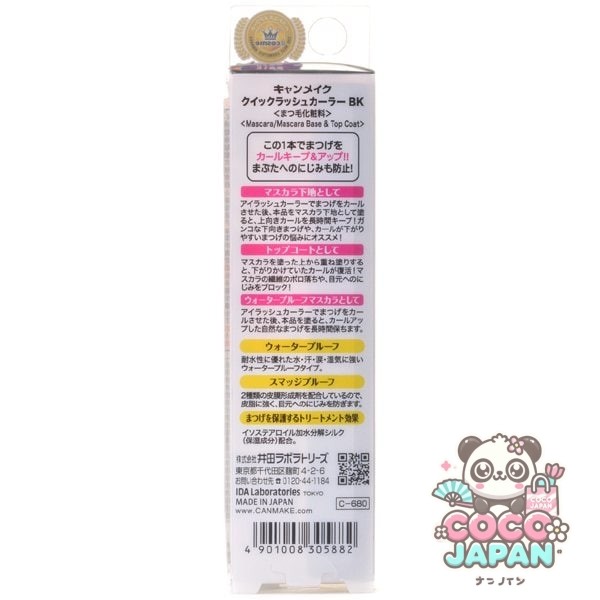 キャンメイク
クイックラッシュカーラー BK
<まつ毛化粧料>
<Mascara/Mascara Base & Top Coat>
この1本でまつげを
カールキープ&アップ!!
まぶたへのにじみも防止!
マスカラ下地として
アイラッシュカーラーでまつげをカール
させた後、本品をマスカラ下地として塗
ると、上向きカールを長時間キープ!ガ
ンコな下向きまつげや、カールが下がり
やすいまつげの悩みにオススメ!
トップコートとして
マスカラを塗った上から重ね塗りする
と、下がりかけていたカールが復活!マ
スカラの繊維のポロ落ちや、目元へのに
じみをブロック!
ウォータープルーフマスカラとして
アイラッシュカーラーでまつげをカー
ルさせた後、本品を塗ると、カールアッ
プした自然なまつげを長時間保ちます。
ウォータープルーフ
耐水性に優れた水・汗・涙・湿気に強い
ウォータープルーフタイプ。
スマッジプルーフ
2種類の皮膜形成剤を配合しているので、
皮脂に強く、目元へのにじみを防ぎます。
まつげを保護するトリートメント効果
イソステアロイル加水分解シルク
(保湿成分)配合。
株式会社 井田ラボラトリーズ
東京都千代田区麹町4-2-6
お問い合わせ先 0120-44-1184
IDA Laboratories TOKYO
MADE IN JAPAN
www.CANMAKE.com
C-680
4 901008 305882
COCO
JAPAN
COCO
JAPAN